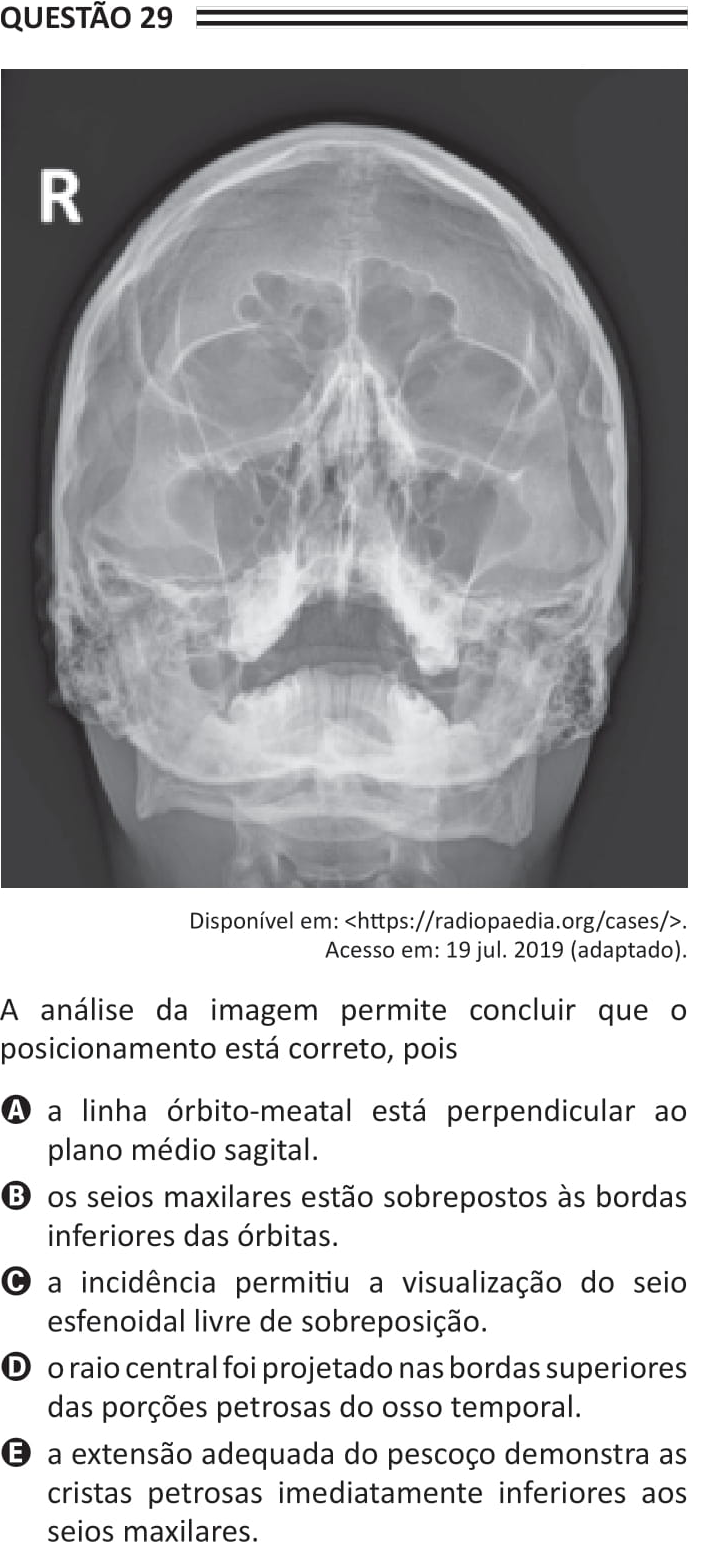 QUESTÃO 29
R
Disponível em: <https://radiopaedia.org/cases/>.
Acesso em: 19 jul. 2019 (adaptado).
A análise da imagem permite concluir que o
posicionamento está correto, pois
A a linha órbito-meatal está perpendicular ao
plano médio sagital.
B os seios maxilares estão sobrepostos às bordas
inferiores das órbitas.
C a incidência permitiu a visualização do seio
esfenoidal livre de sobreposição.
D o raio central foi projetado nas bordas superiores
das porções petrosas do osso temporal.
E a extensão adequada do pescoço demonstra as
cristas petrosas imediatamente inferiores aos
seios maxilares.